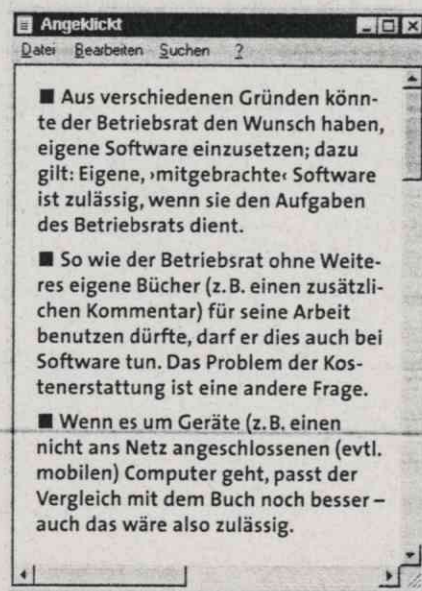 Angeklickt
Datei Bearbeiten Suchen ?
■ Aus verschiedenen Gründen könn-
te der Betriebsrat den Wunsch haben,
eigene Software einzusetzen; dazu
gilt: Eigene, ›mitgebrachte‹ Software
ist zulässig, wenn sie den Aufgaben
des Betriebsrats dient.
■ So wie der Betriebsrat ohne Weite-
res eigene Bücher (z. B. einen zusätzli-
chen Kommentar) für seine Arbeit
benutzen dürfte, darf er dies auch bei
Software tun. Das Problem der Kos-
tenerstattung ist eine andere Frage.
■ Wenn es um Geräte (z. B. einen
nicht ans Netz angeschlossenen (evtl.
mobilen) Computer geht, passt der
Vergleich mit dem Buch noch besser –
auch das wäre also zulässig.